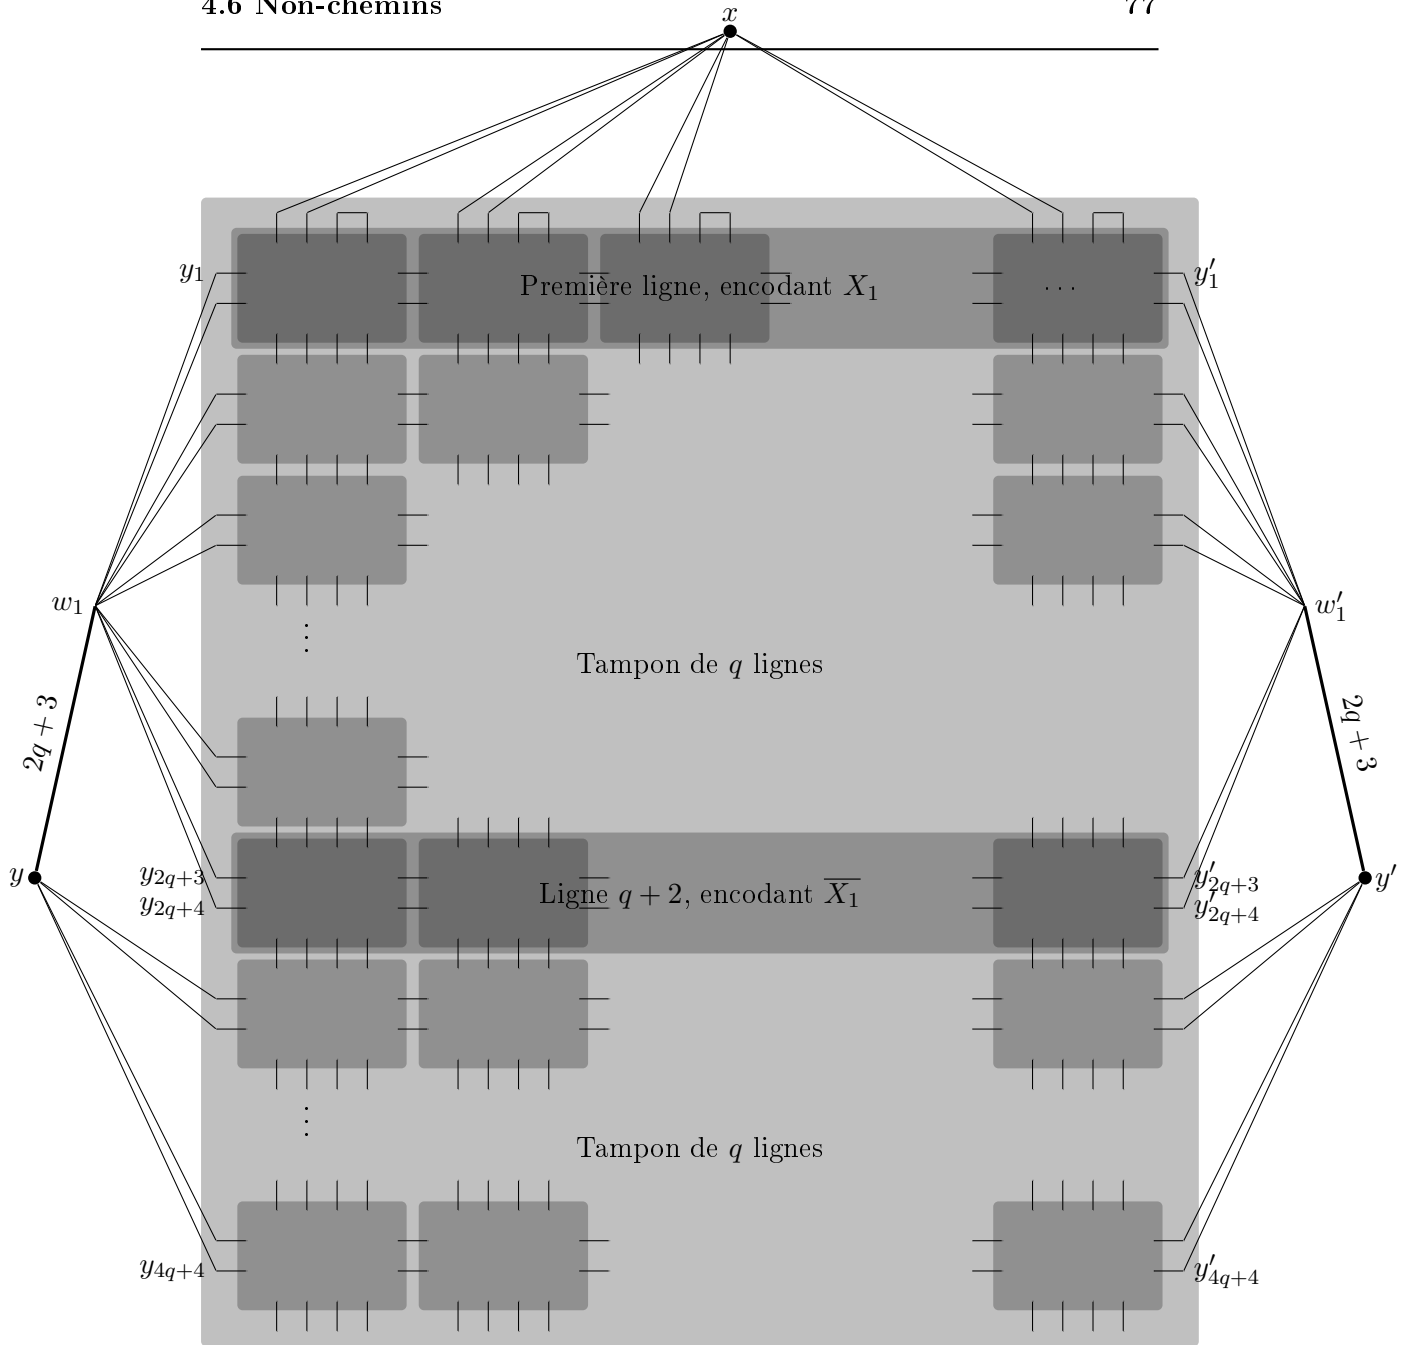 4.6 Non-chemins 77
x
y₁ Première ligne, encodant X₁ ... y′₁
w₁ w′₁
⋮
Tampon de q lignes
2q + 3 2q + 3
y y₂q₊₃ y′₂q₊₃ y′
y₂q₊₄ Ligne q + 2, encodant X̅₁ y′₂q₊₄
⋮
Tampon de q lignes
y₄q₊₄ y′₄q₊₄